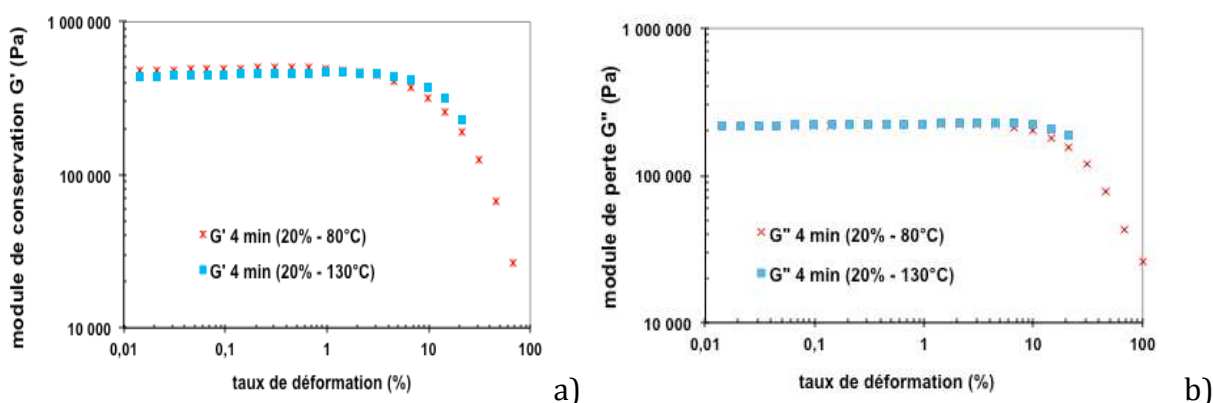 module de conservation G' (Pa)
1 000 000
100 000
10 000
G' 4 min (20% - 80°C)
G' 4 min (20% - 130°C)
0,01 0,1 1 10 100
taux de déformation (%)
a)
module de perte G" (Pa)
1 000 000
100 000
10 000
G" 4 min (20% - 80°C)
G" 4 min (20% - 130°C)
0,01 0,1 1 10 100
taux de déformation (%)
b)